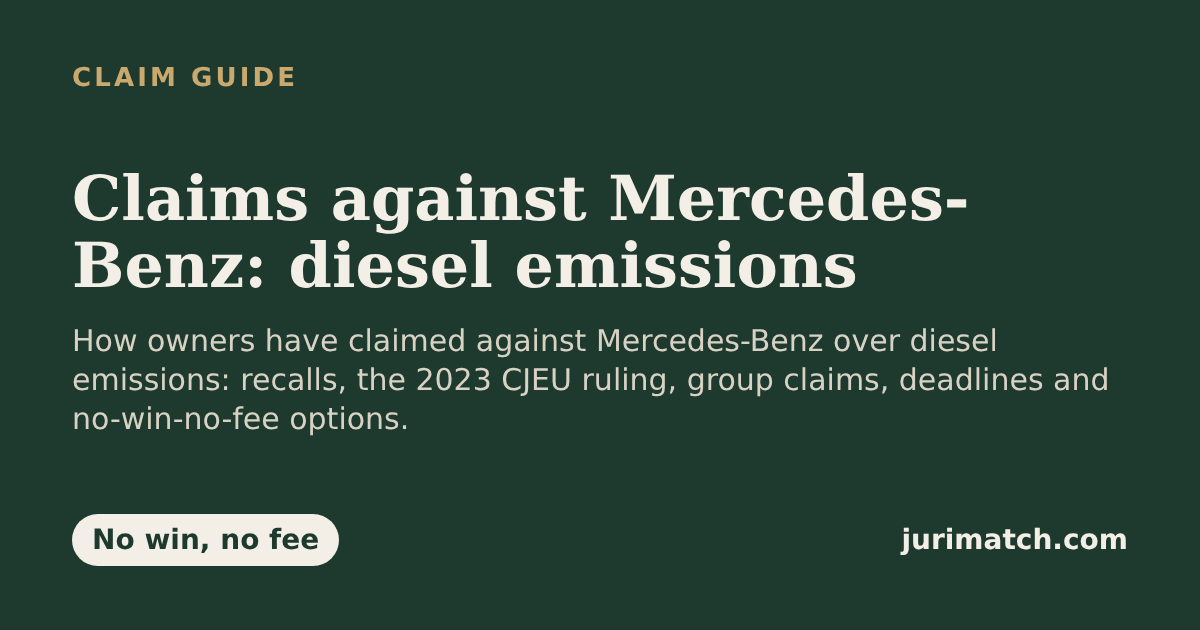 CLAIM GUIDE
Claims against Mercedes-
Benz: diesel emissions
How owners have claimed against Mercedes-Benz over diesel
emissions: recalls, the 2023 CJEU ruling, group claims, deadlines and
no-win-no-fee options.
No win, no fee
jurimatch.com